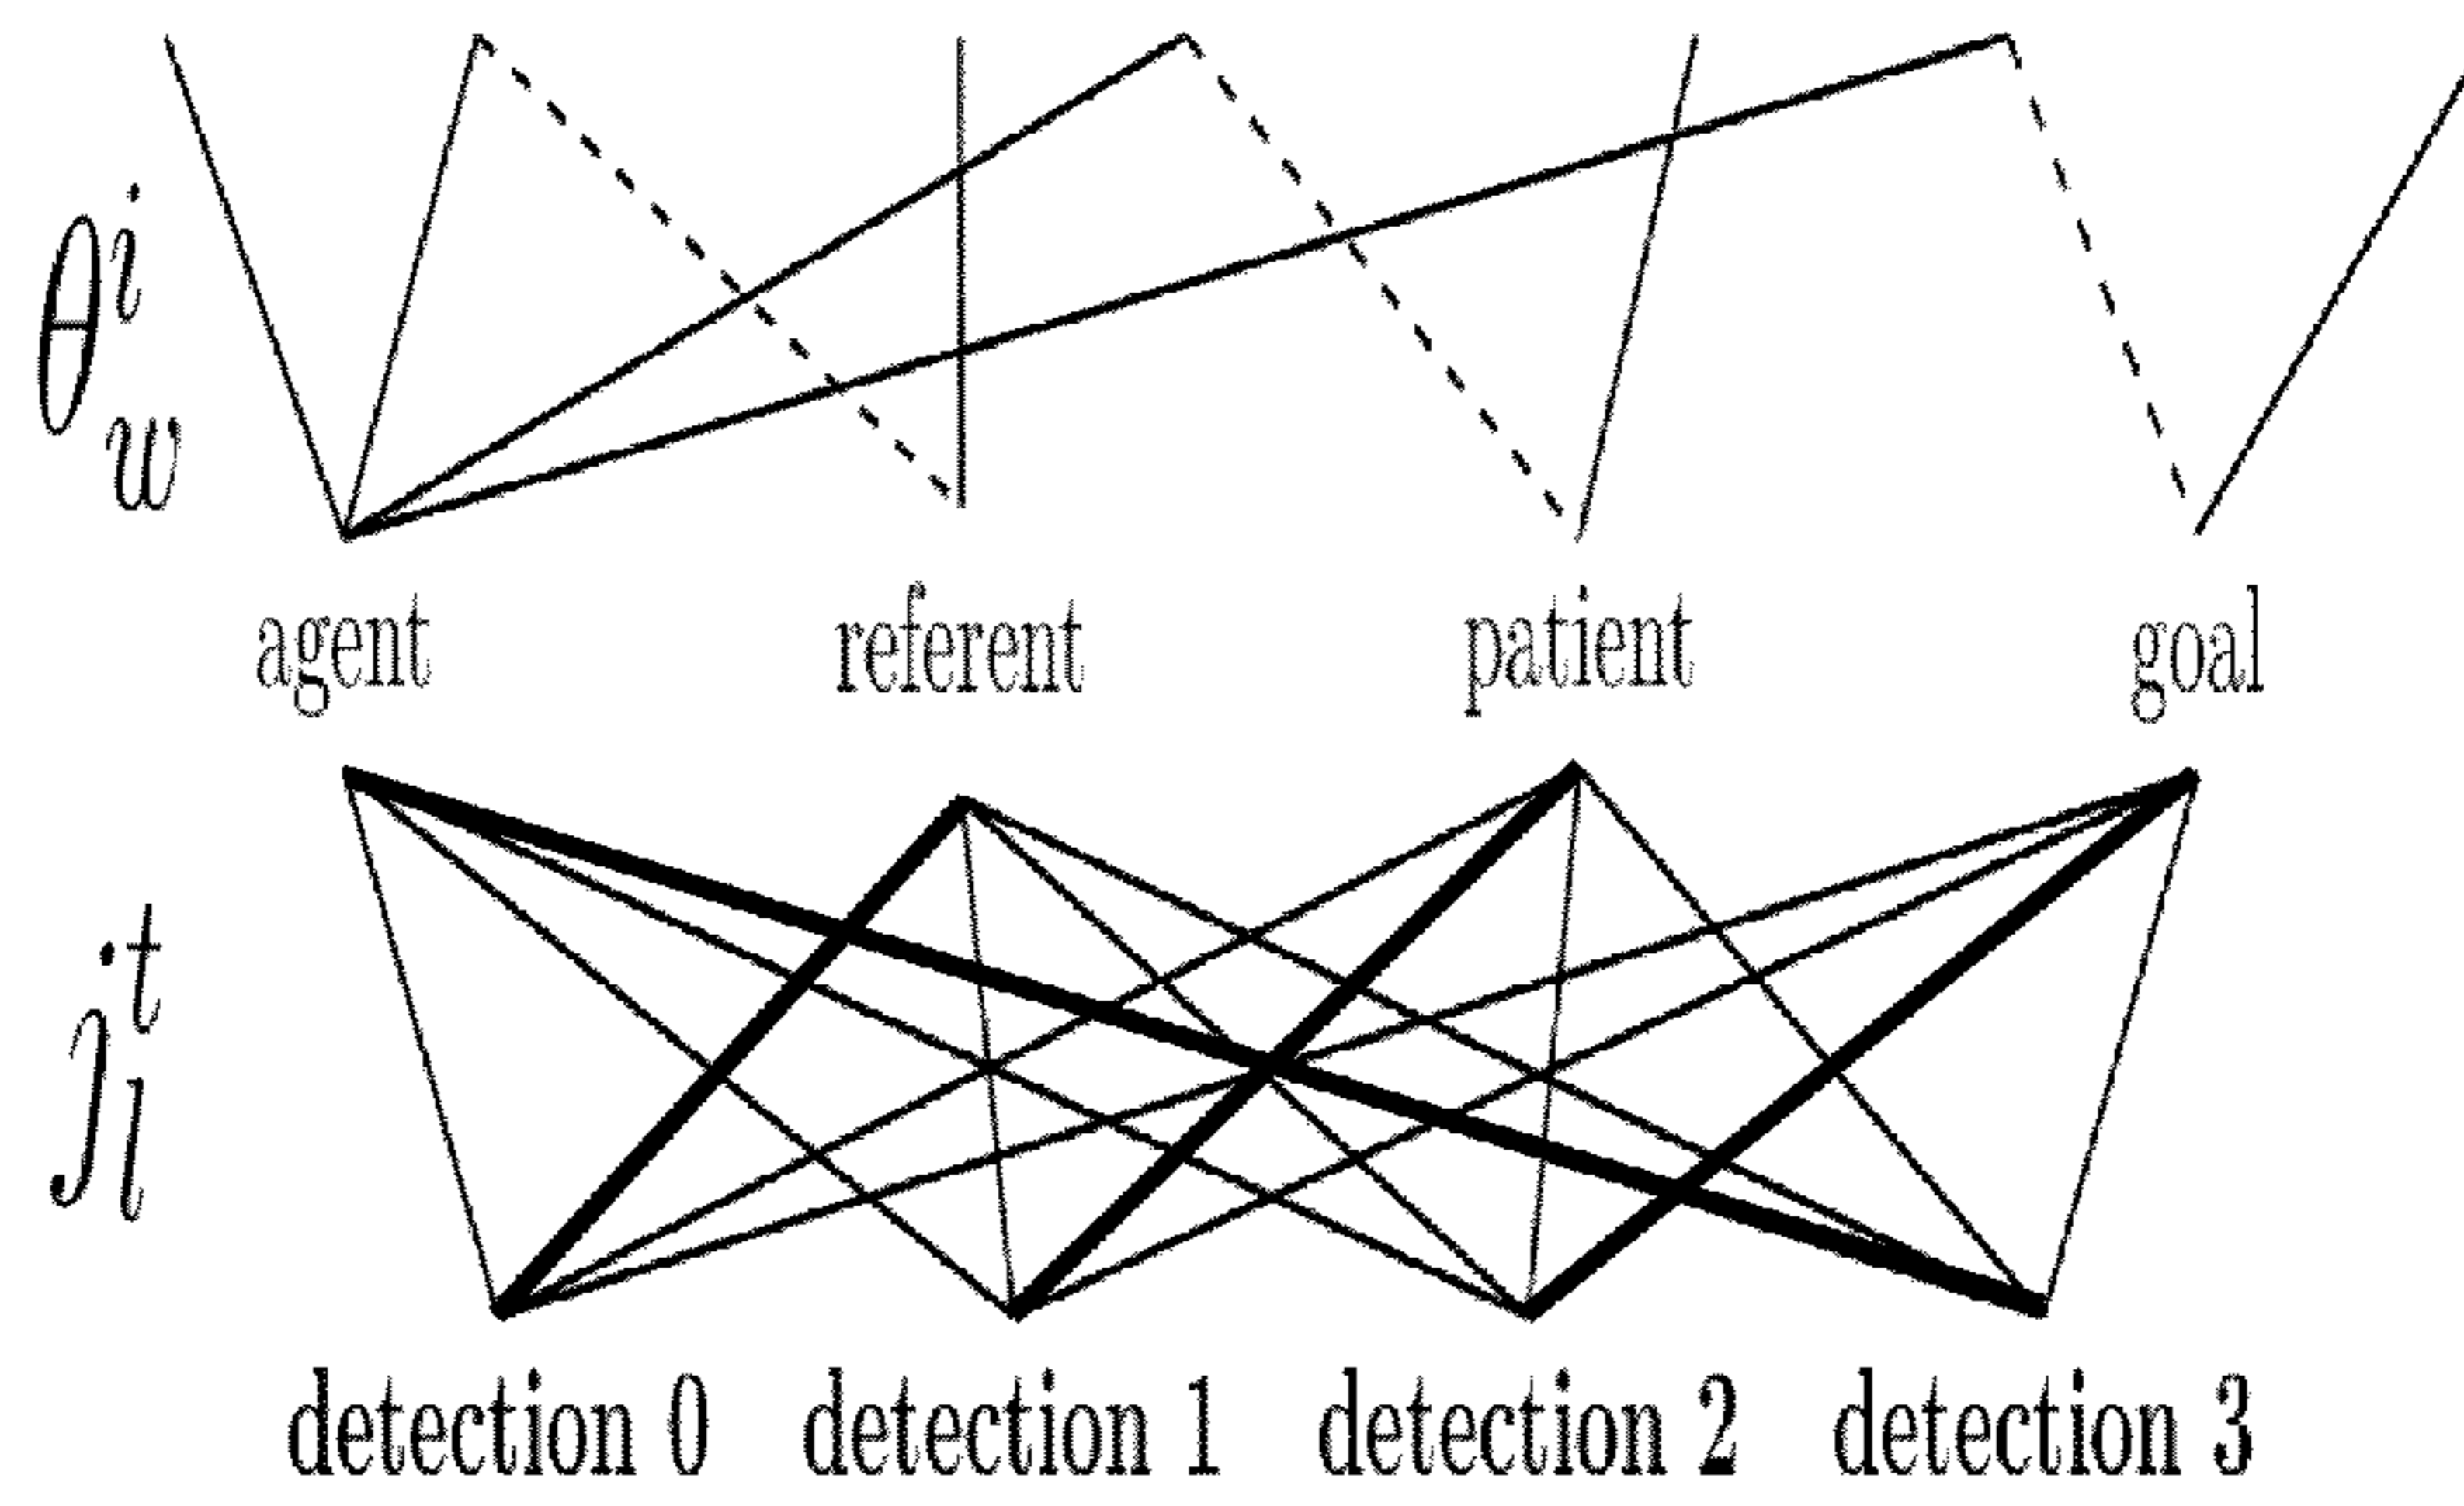 θ^i_w
agent referent patient goal
j^t_l
detection 0 detection 1 detection 2 detection 3